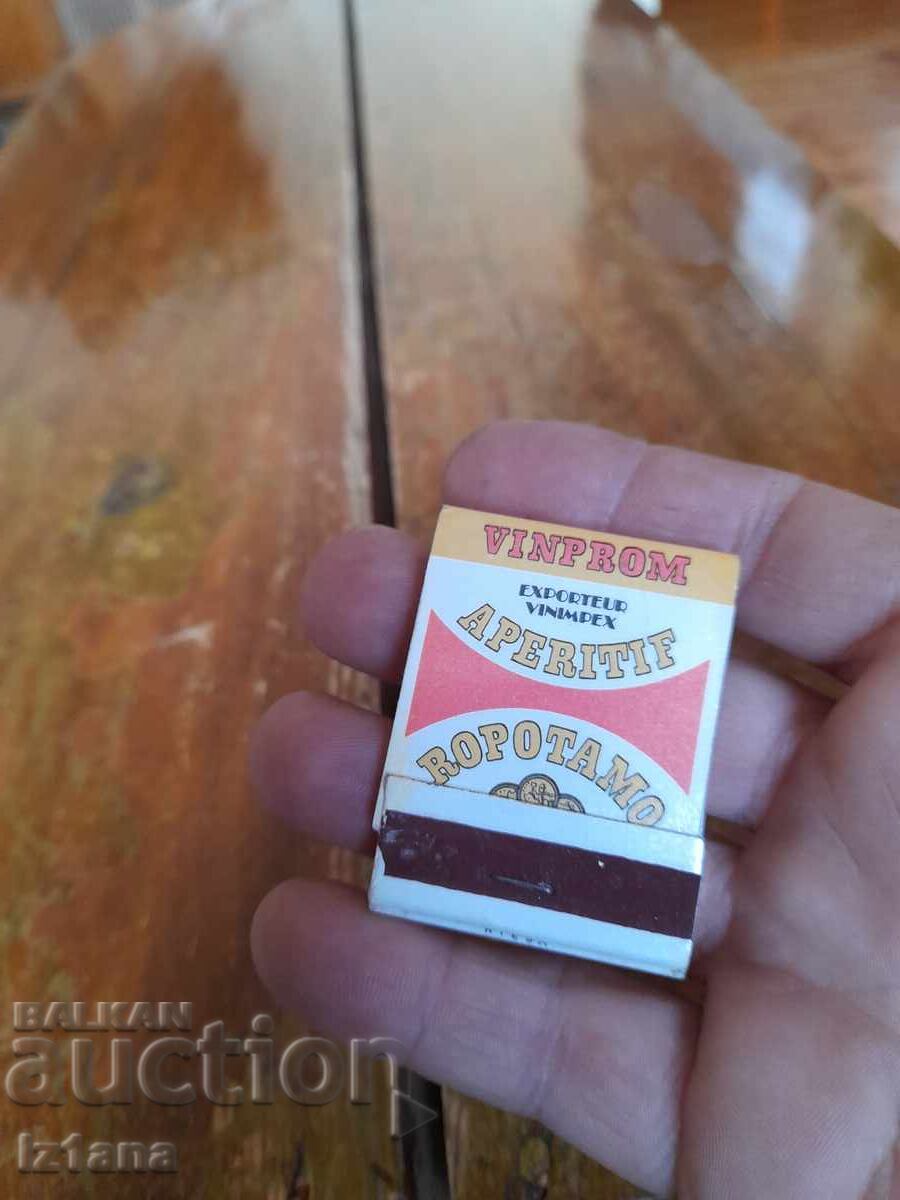 VINPROM
EXPORTEUR
VINIMPEX
APERITIF
ROPOTAMO
BALKAN
auction
iz1ana